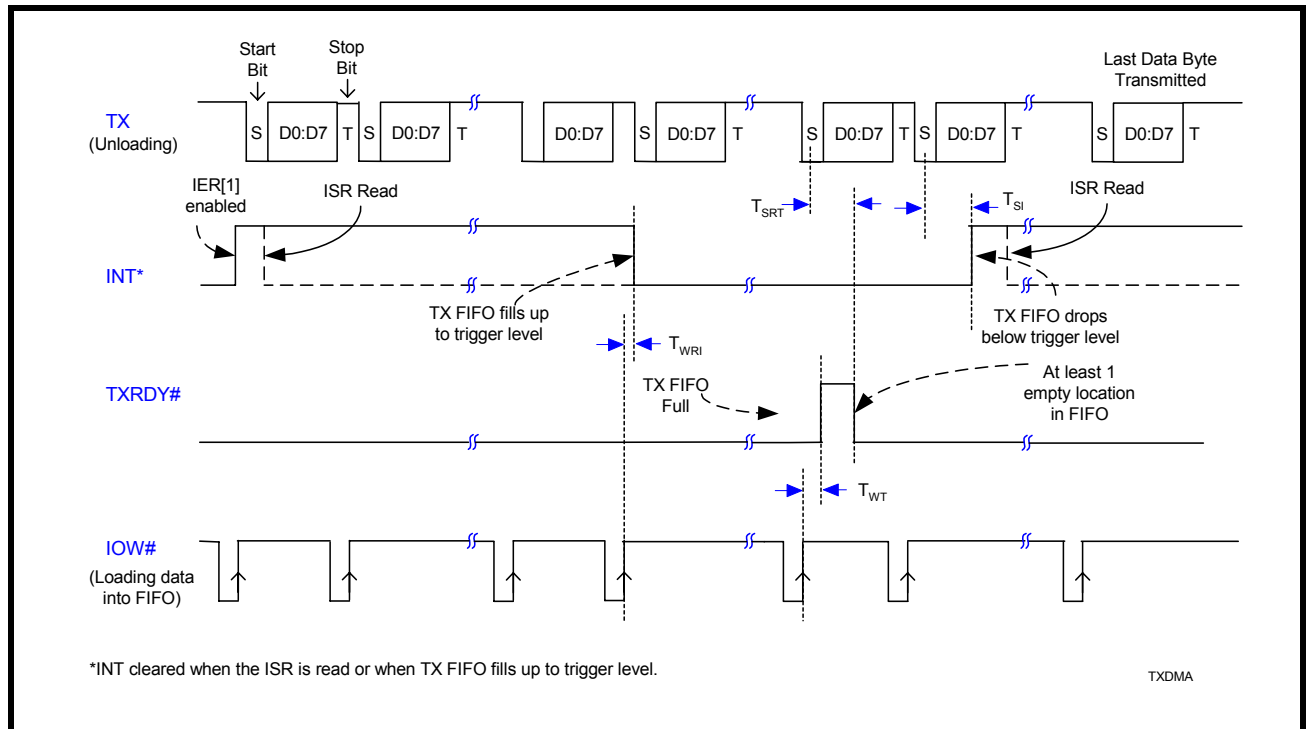 Start
Bit
Stop
Bit
Last Data Byte
Transmitted
TX
(Unloading)
S D0:D7 T S D0:D7 T D0:D7 S D0:D7 T S D0:D7 T S D0:D7 T S D0:D7 T
IER[1]
enabled
ISR Read
TSRT
TSI
ISR Read
INT*
TX FIFO fills up
to trigger level
TX FIFO drops
below trigger level
TWRI
TXRDY#
TX FIFO
Full
At least 1
empty location
in FIFO
TWT
IOW#
(Loading data
into FIFO)
*INT cleared when the ISR is read or when TX FIFO fills up to trigger level.
TXDMA